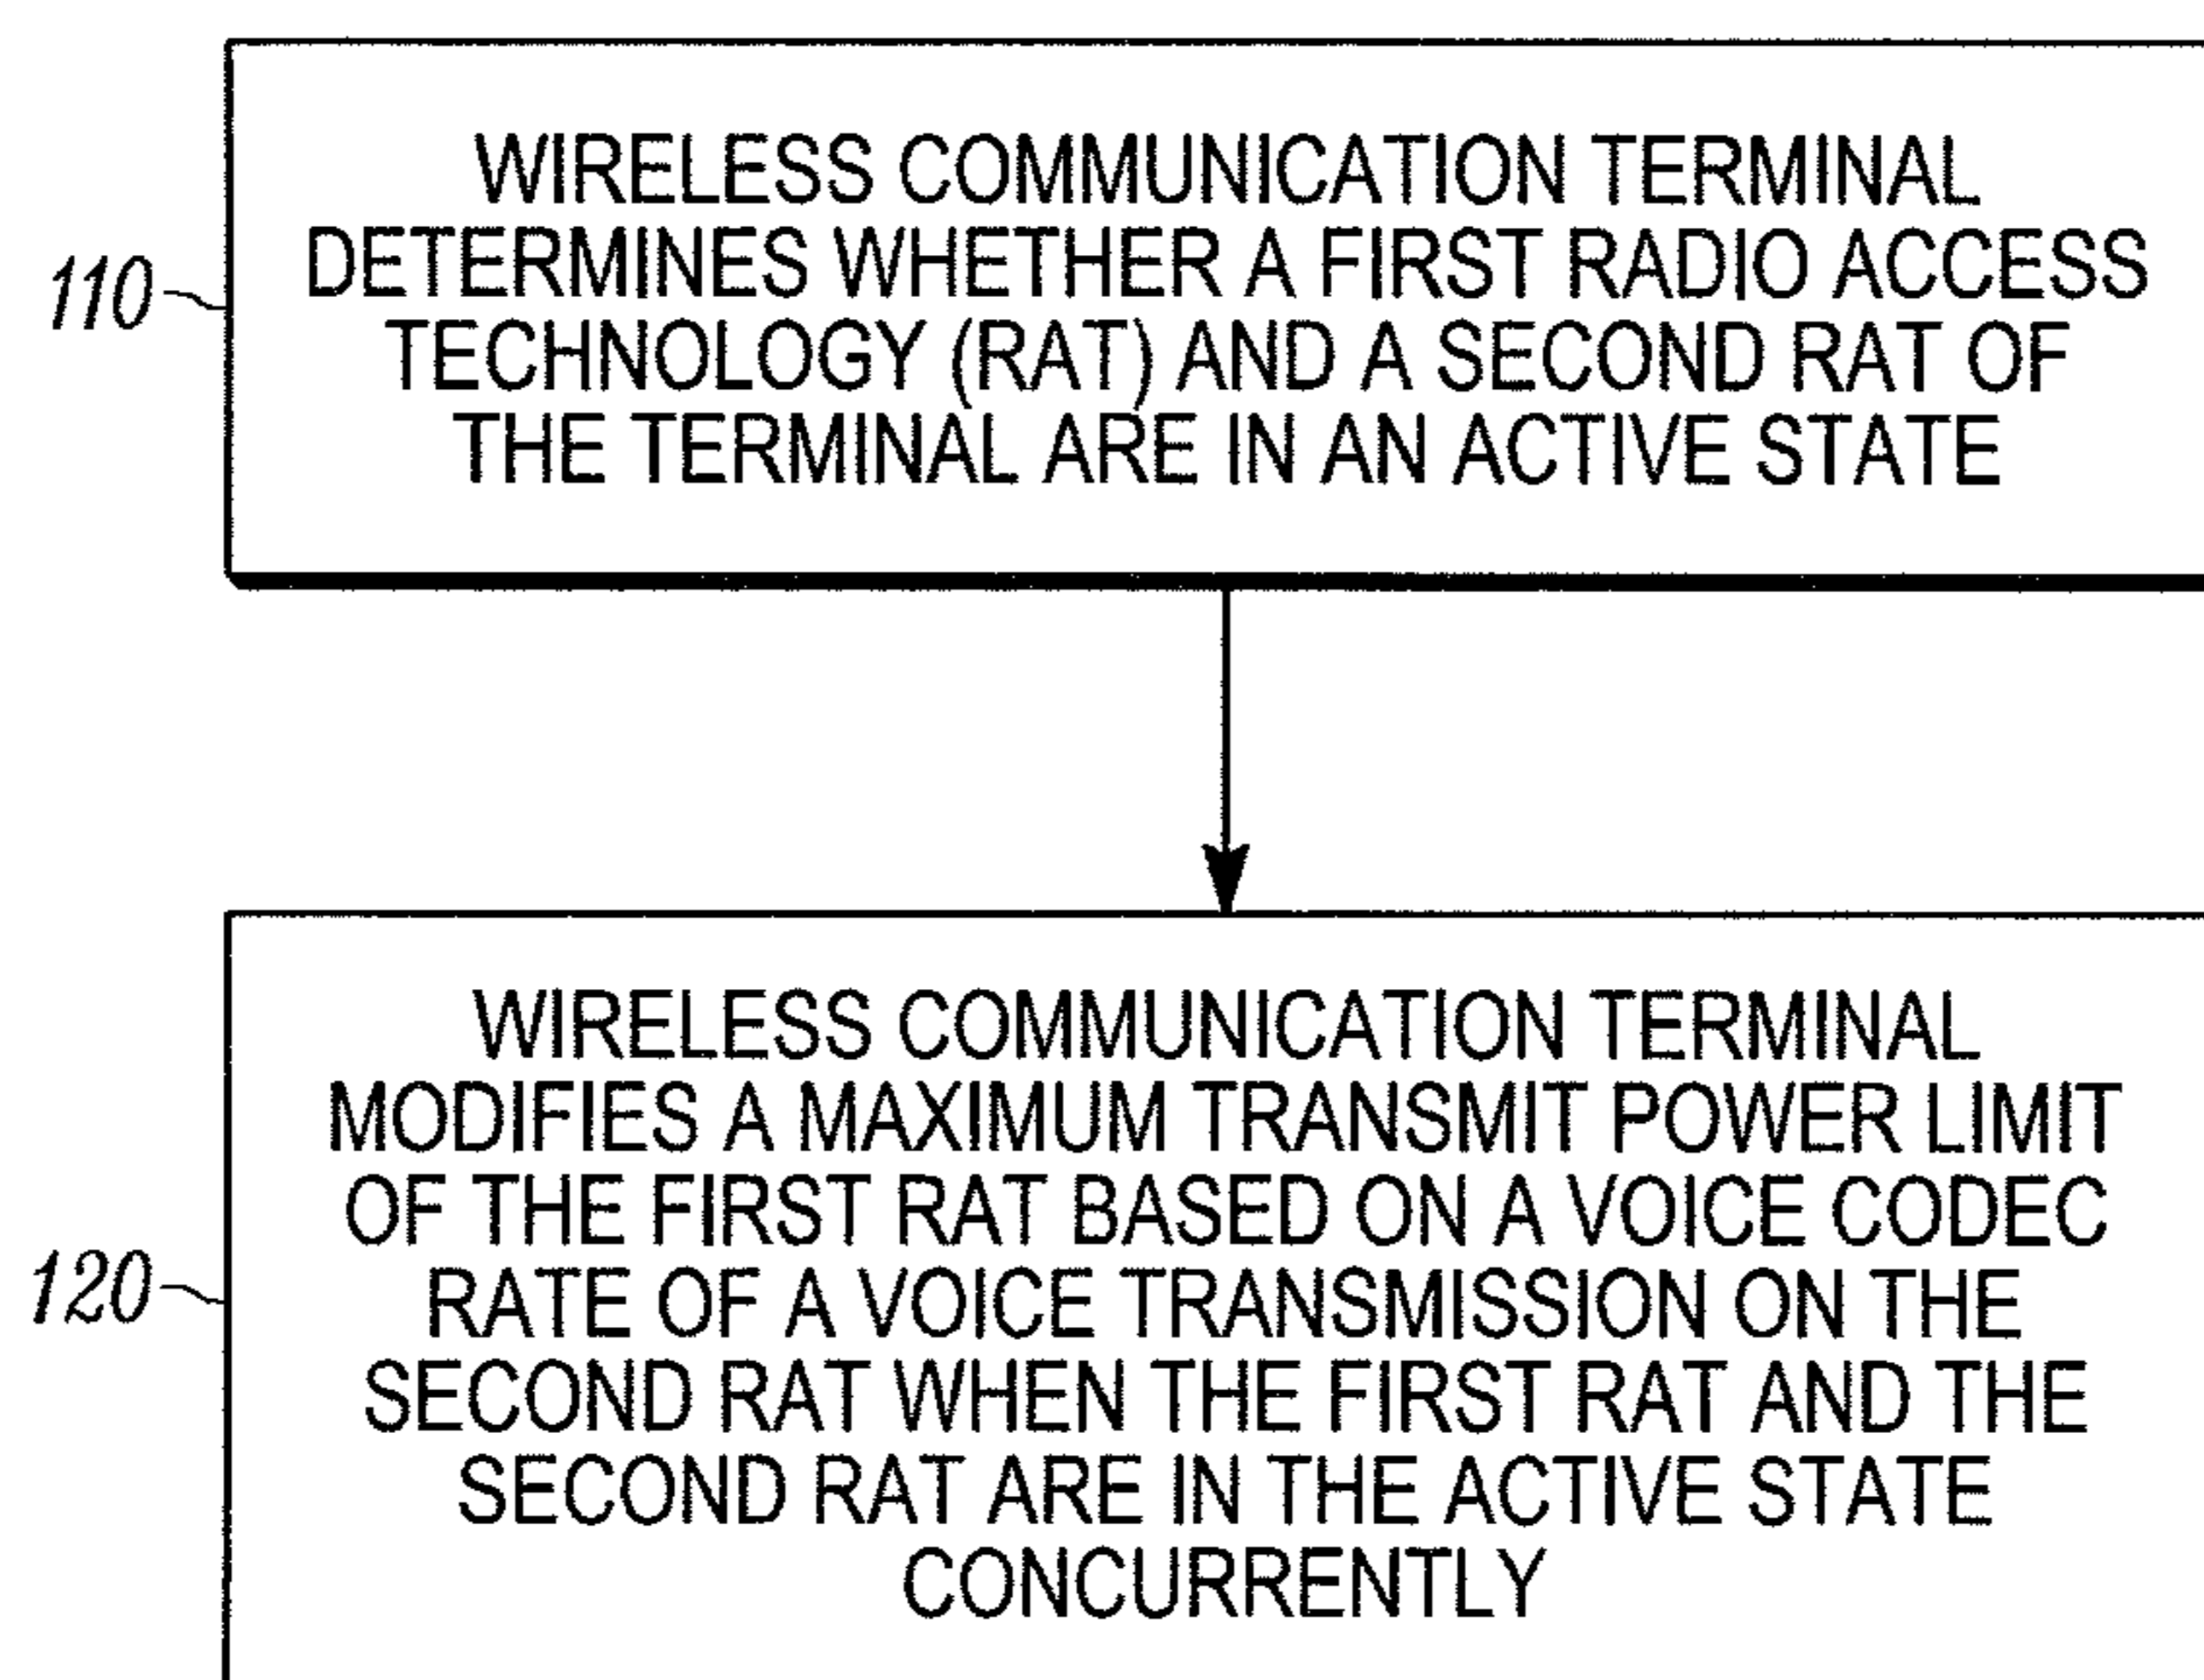 WIRELESS COMMUNICATION TERMINAL
DETERMINES WHETHER A FIRST RADIO ACCESS
110
TECHNOLOGY (RAT) AND A SECOND RAT OF
THE TERMINAL ARE IN AN ACTIVE STATE
WIRELESS COMMUNICATION TERMINAL
MODIFIES A MAXIMUM TRANSMIT POWER LIMIT
OF THE FIRST RAT BASED ON A VOICE CODEC
120
RATE OF A VOICE TRANSMISSION ON THE
SECOND RAT WHEN THE FIRST RAT AND THE
SECOND RAT ARE IN THE ACTIVE STATE
CONCURRENTLY